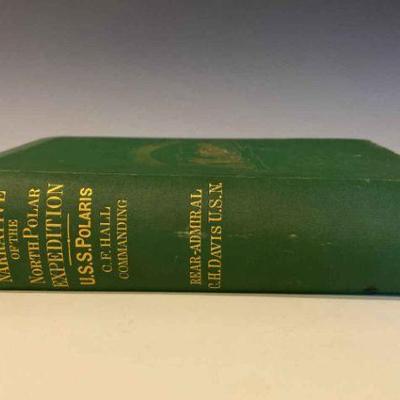 NARRATIVE
OF THE
NORTH POLAR
EXPEDITION
U.S.S. POLARIS
C. F. HALL
COMMANDING
REAR-ADMIRAL
C.H. DAVIS U.S.N.